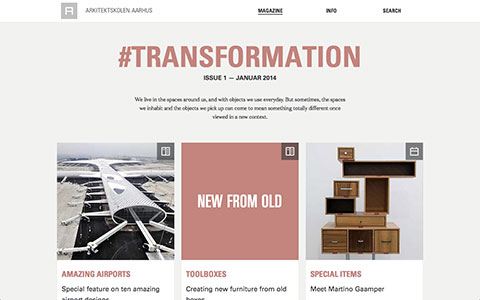 A ARKITEKTSKOLEN AARHUS
MAGAZINE INFO SEARCH
#TRANSFORMATION
ISSUE 1 — JANUAR 2014
We live in the spaces around us, and with objects we use everyday. But sometimes, the spaces
we inhabit and the objects we pick up can come to mean something totally different once
viewed in a new context.
NEW FROM OLD
AMAZING AIRPORTS
Special feature on ten amazing
airport designs
TOOLBOXES
Creating new furniture from old
boxes
SPECIAL ITEMS
Meet Martino Gaamper